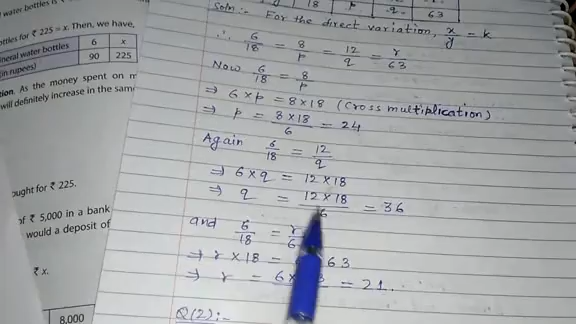 water bottles is
ottles for ₹ 225 = x. Then, we have,
ineral water bottles 6 x
(in rupees) 90 225
tion. As the money spent on m
will definitely increase in the same
ought for ₹ 225.
of ₹ 5,000 in a bank
would a deposit of
₹ x.
8,000
18 q 63
Soln:- For the direct variation, x/y = k
∴ 6/18 = 8/p = 12/q = r/63
Now 6/18 = 8/p
⇒ 6 × p = 8 × 18 (Cross multiplication)
⇒ p = 8 × 18/6 = 24
Again 6/18 = 12/q
⇒ 6 × q = 12 × 18
⇒ q = 12 × 18/6 = 36
and 6/18 = r/6
⇒ r × 18 = 63
⇒ r = 6 × 3 = 21.
Q(2):-